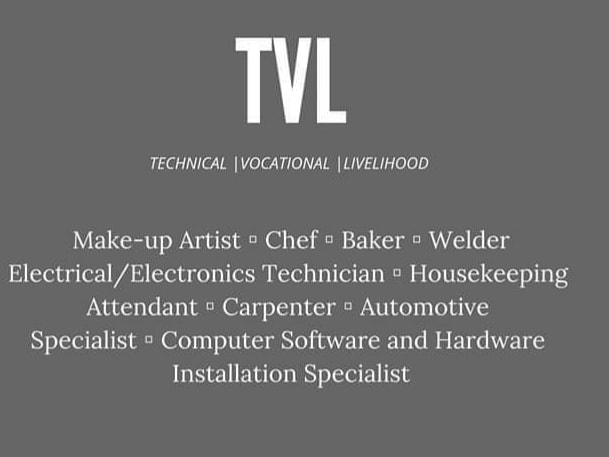 TVL
TECHNICAL |VOCATIONAL |LIVELIHOOD
Make-up Artist ▫ Chef ▫ Baker ▫ Welder
Electrical/Electronics Technician ▫ Housekeeping
Attendant ▫ Carpenter ▫ Automotive
Specialist ▫ Computer Software and Hardware
Installation Specialist